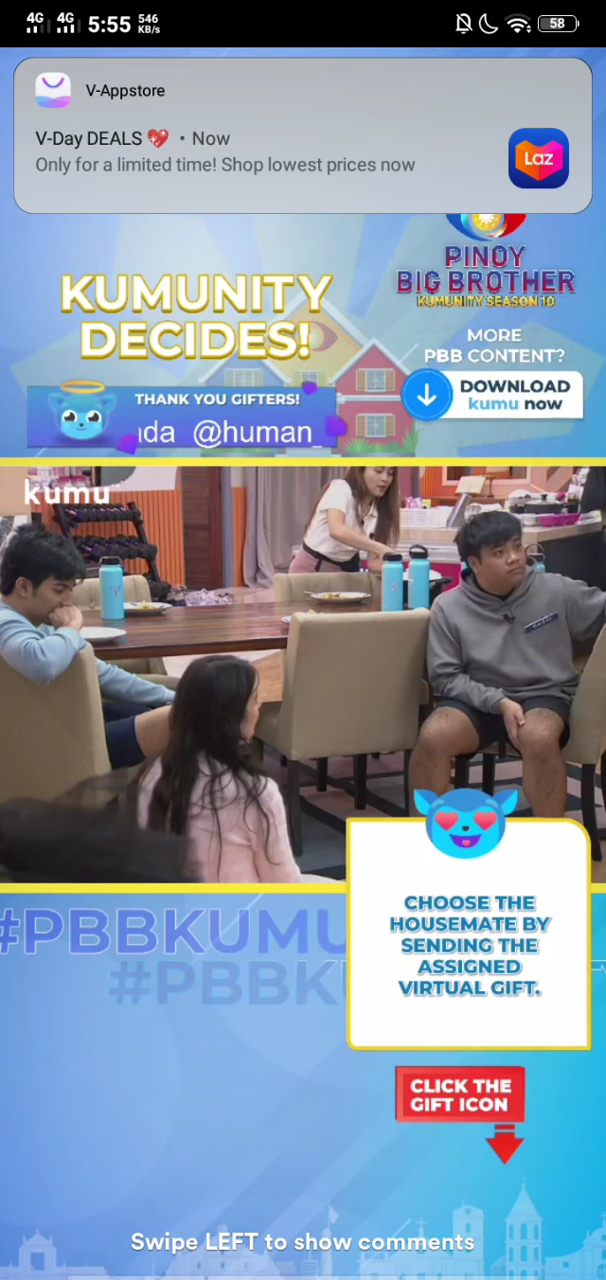 4G 4G 5:55 546 KB/s 58
V-Appstore
V-Day DEALS 💖 • Now
Only for a limited time! Shop lowest prices now
Laz
PINOY
BIG BROTHER
KUMUNITY SEASON 10
KUMUNITY
DECIDES!
MORE
PBB CONTENT?
DOWNLOAD
kumu now
THANK YOU GIFTERS!
da @human_
kumu
CHOOSE THE
HOUSEMATE BY
SENDING THE
ASSIGNED
VIRTUAL GIFT.
#PBBKUMU
#PBBK
CLICK THE
GIFT ICON
Swipe LEFT to show comments